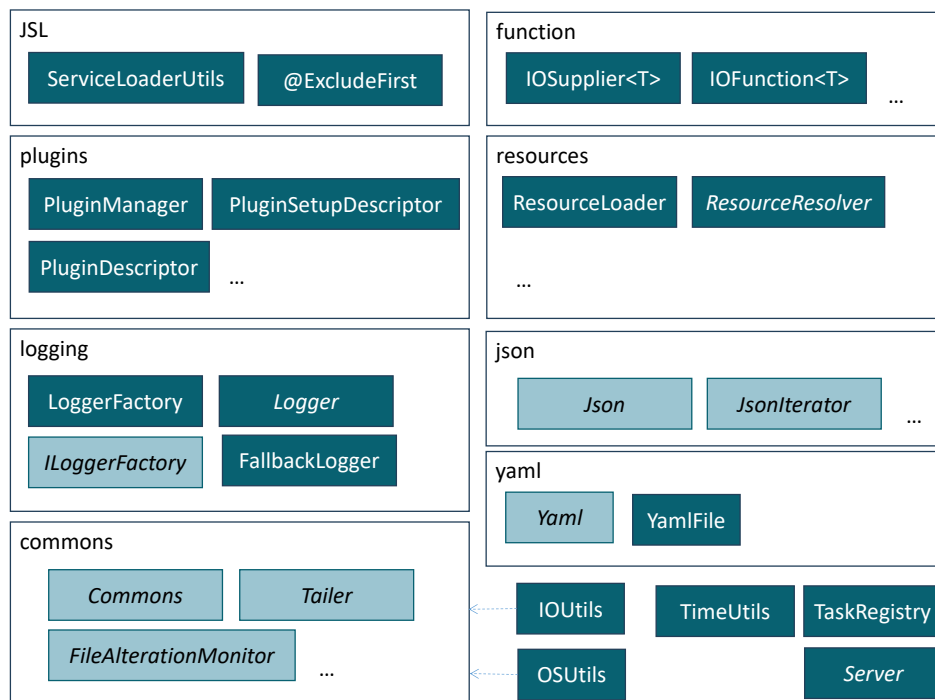 JSL
ServiceLoaderUtils
@ExcludeFirst
function
IOSupplier<T>
IOFunction<T>
...
plugins
PluginManager
PluginSetupDescriptor
PluginDescriptor
...
resources
ResourceLoader
ResourceResolver
...
logging
LoggerFactory
Logger
ILoggerFactory
FallbackLogger
json
Json
JsonIterator
...
yaml
Yaml
YamlFile
commons
Commons
Tailer
FileAlterationMonitor
...
IOUtils
TimeUtils
TaskRegistry
OSUtils
Server